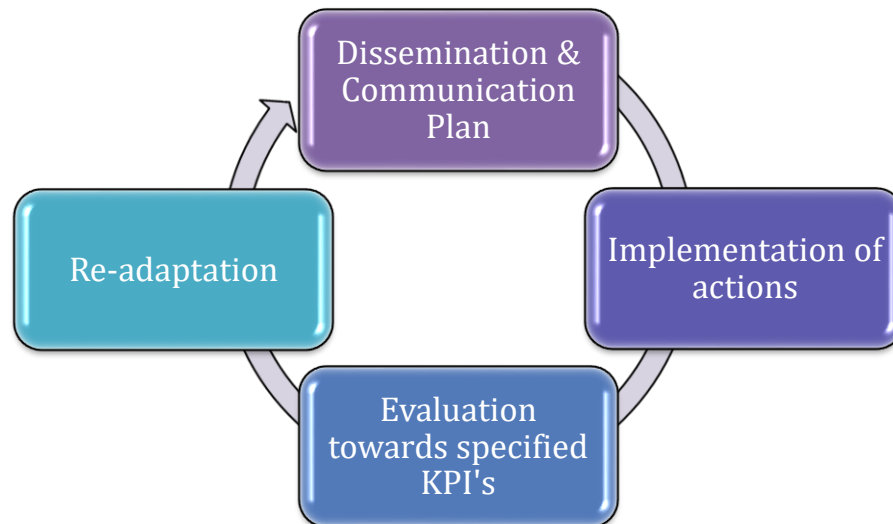 Dissemination &
Communication
Plan
Implementation of
actions
Evaluation
towards specified
KPI's
Re-adaptation